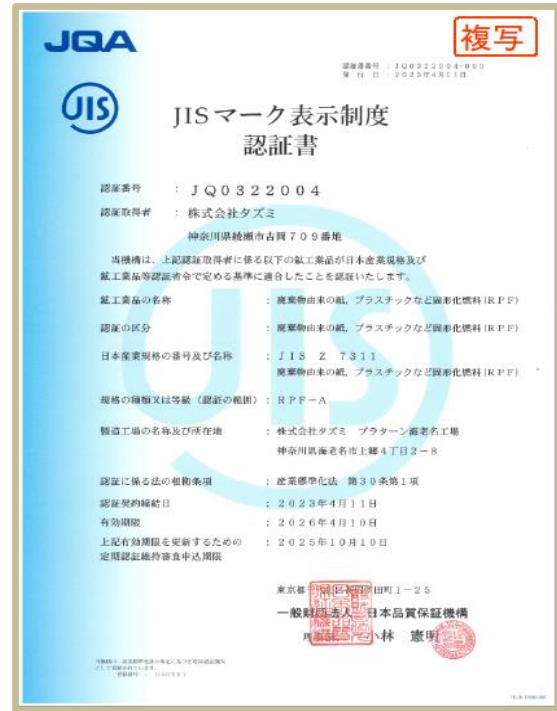 JQA
複写
認証書番号 : JQ0322004-000
発行日 : 2023年4月11日
JIS
JISマーク表示制度
認証書
認証番号 : JQ0322004
認証取得者 : 株式会社タズミ
神奈川県綾瀬市吉岡709番地
当機構は、上記認証取得者に係る以下の鉱工業品が日本産業規格及び
鉱工業品等認証省令で定める基準に適合したことを認証いたします。
鉱工業品の名称 : 廃棄物由来の紙，プラスチックなど固形化燃料(RPF)
認証の区分 : 廃棄物由来の紙，プラスチックなど固形化燃料(RPF)
日本産業規格の番号及び名称 : JIS Z 7311
廃棄物由来の紙，プラスチックなど固形化燃料(RPF)
規格の種類又は等級（認証の範囲） : RPF－A
製造工場の名称及び所在地 : 株式会社タズミ プラターン海老名工場
神奈川県海老名市上郷4丁目2－8
認証に係る法の根拠条項 : 産業標準化法 第30条第1項
認証契約締結日 : 2023年4月11日
有効期限 : 2026年4月10日
上記有効期限を更新するための : 2025年10月10日
定期認証維持審査申込期限
東京都 田町1－25
一般財団法人 日本品質保証機構
小林 憲明